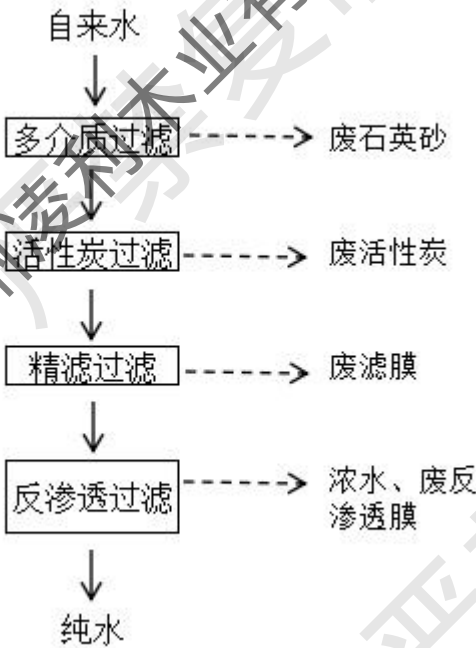 自来水
多介质过滤
废石英砂
活性炭过滤
废活性炭
精滤过滤
废滤膜
反渗透过滤
浓水、废反
渗透膜
纯水